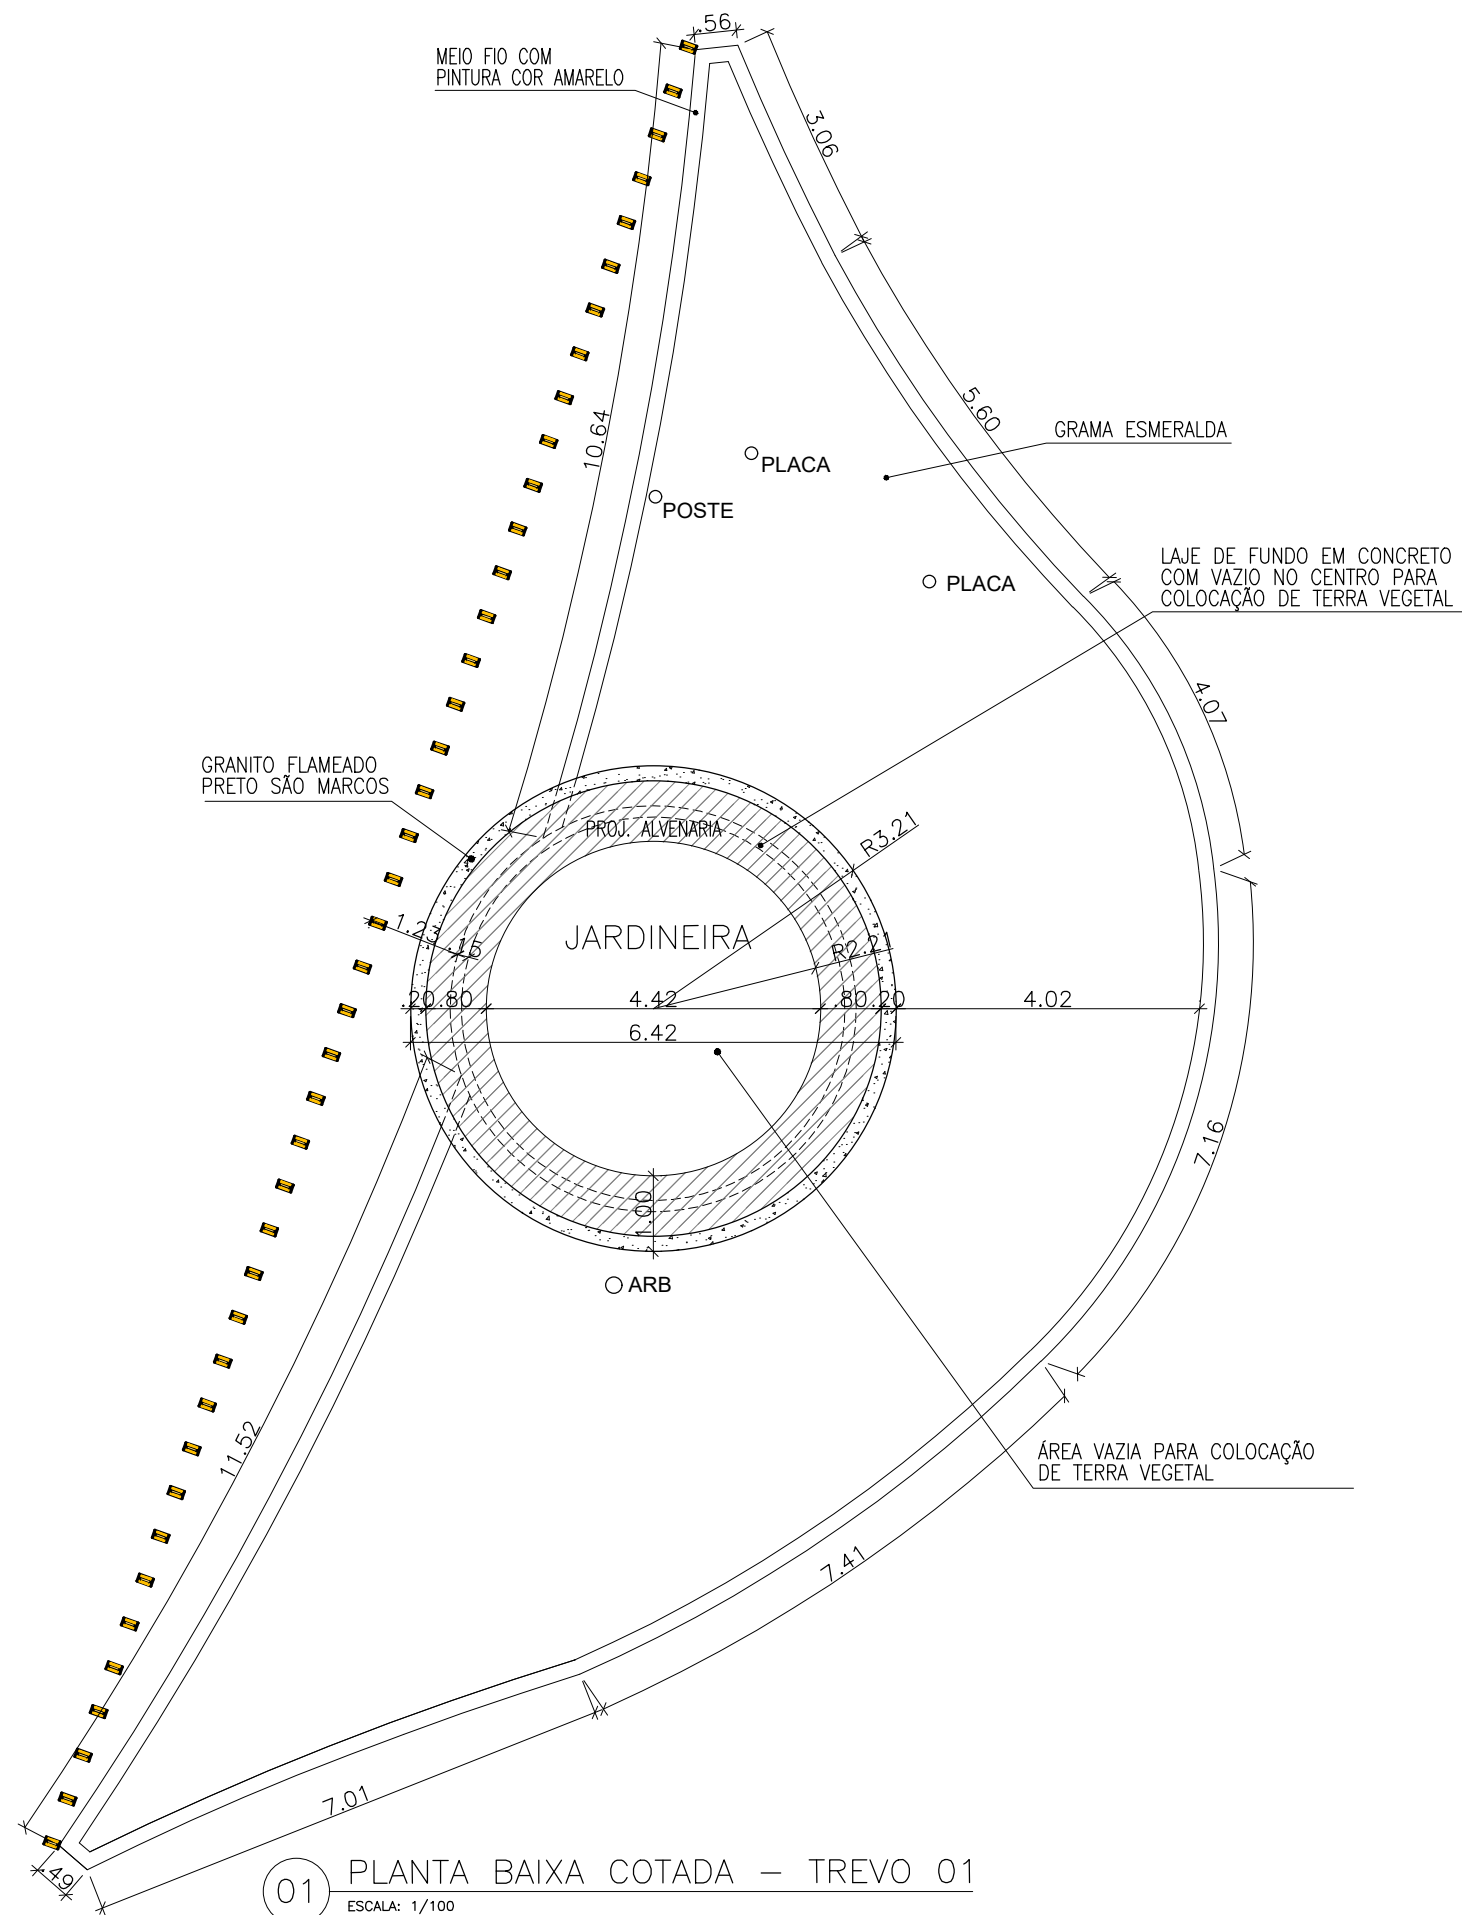 .56
MEIO FIO COM
PINTURA COR AMARELO
3.06
10.64
5.60
GRAMA ESMERALDA
PLACA
POSTE
PLACA
LAJE DE FUNDO EM CONCRETO
COM VAZIO NO CENTRO PARA
COLOCAÇÃO DE TERRA VEGETAL
4.07
GRANITO FLAMEADO
PRETO SÃO MARCOS
PROJ. ALVENARIA
R3.21
1.23
.15
JARDINEIRA
R2.21
.20
.80
4.42
.80
.20
4.02
6.42
7.16
1.00
ARB
11.52
ÁREA VAZIA PARA COLOCAÇÃO
DE TERRA VEGETAL
7.41
7.01
.49
01
PLANTA BAIXA COTADA – TREVO 01
ESCALA: 1/100